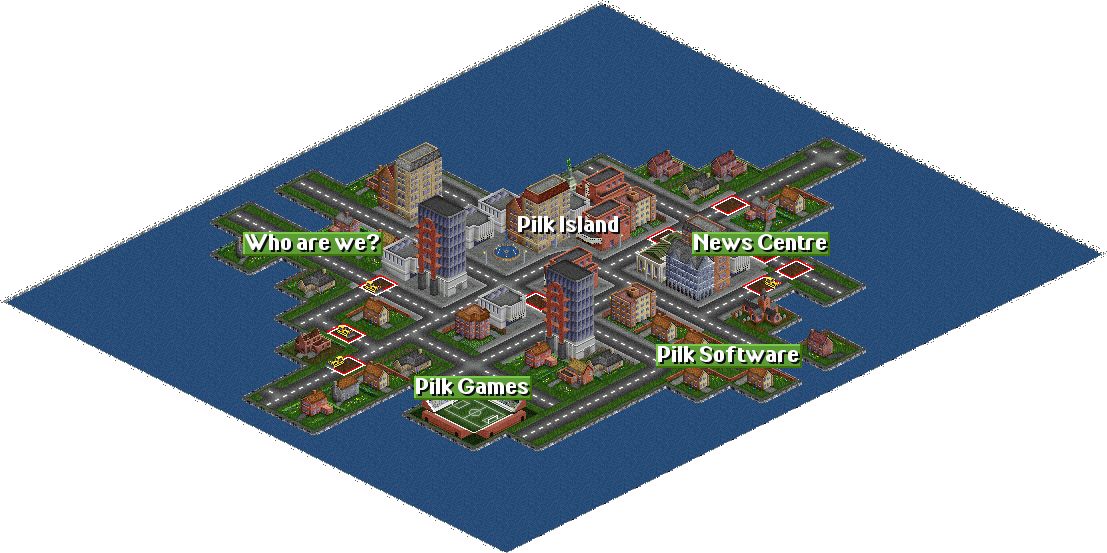 Pilk Island
Who are we?
News Centre
Pilk Software
Pilk Games